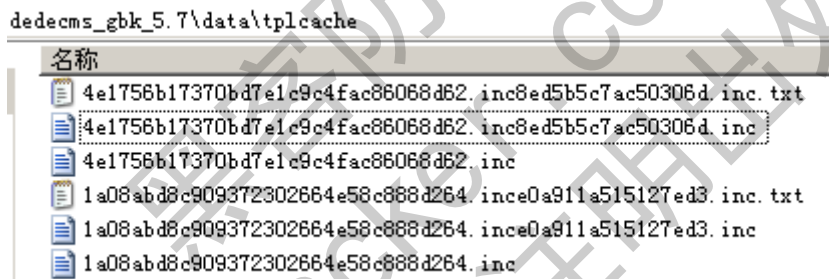 dedecms_gbk_5.7\data\tplcache
名称
4e1756b17370bd7e1c9c4fac86068d62.inc8ed5b5c7ac50306d.inc.txt
4e1756b17370bd7e1c9c4fac86068d62.inc8ed5b5c7ac50306d.inc
4e1756b17370bd7e1c9c4fac86068d62.inc
1a08abd8c909372302664e58c888d264.ince0a911a515127ed3.inc.txt
1a08abd8c909372302664e58c888d264.ince0a911a515127ed3.inc
1a08abd8c909372302664e58c888d264.inc